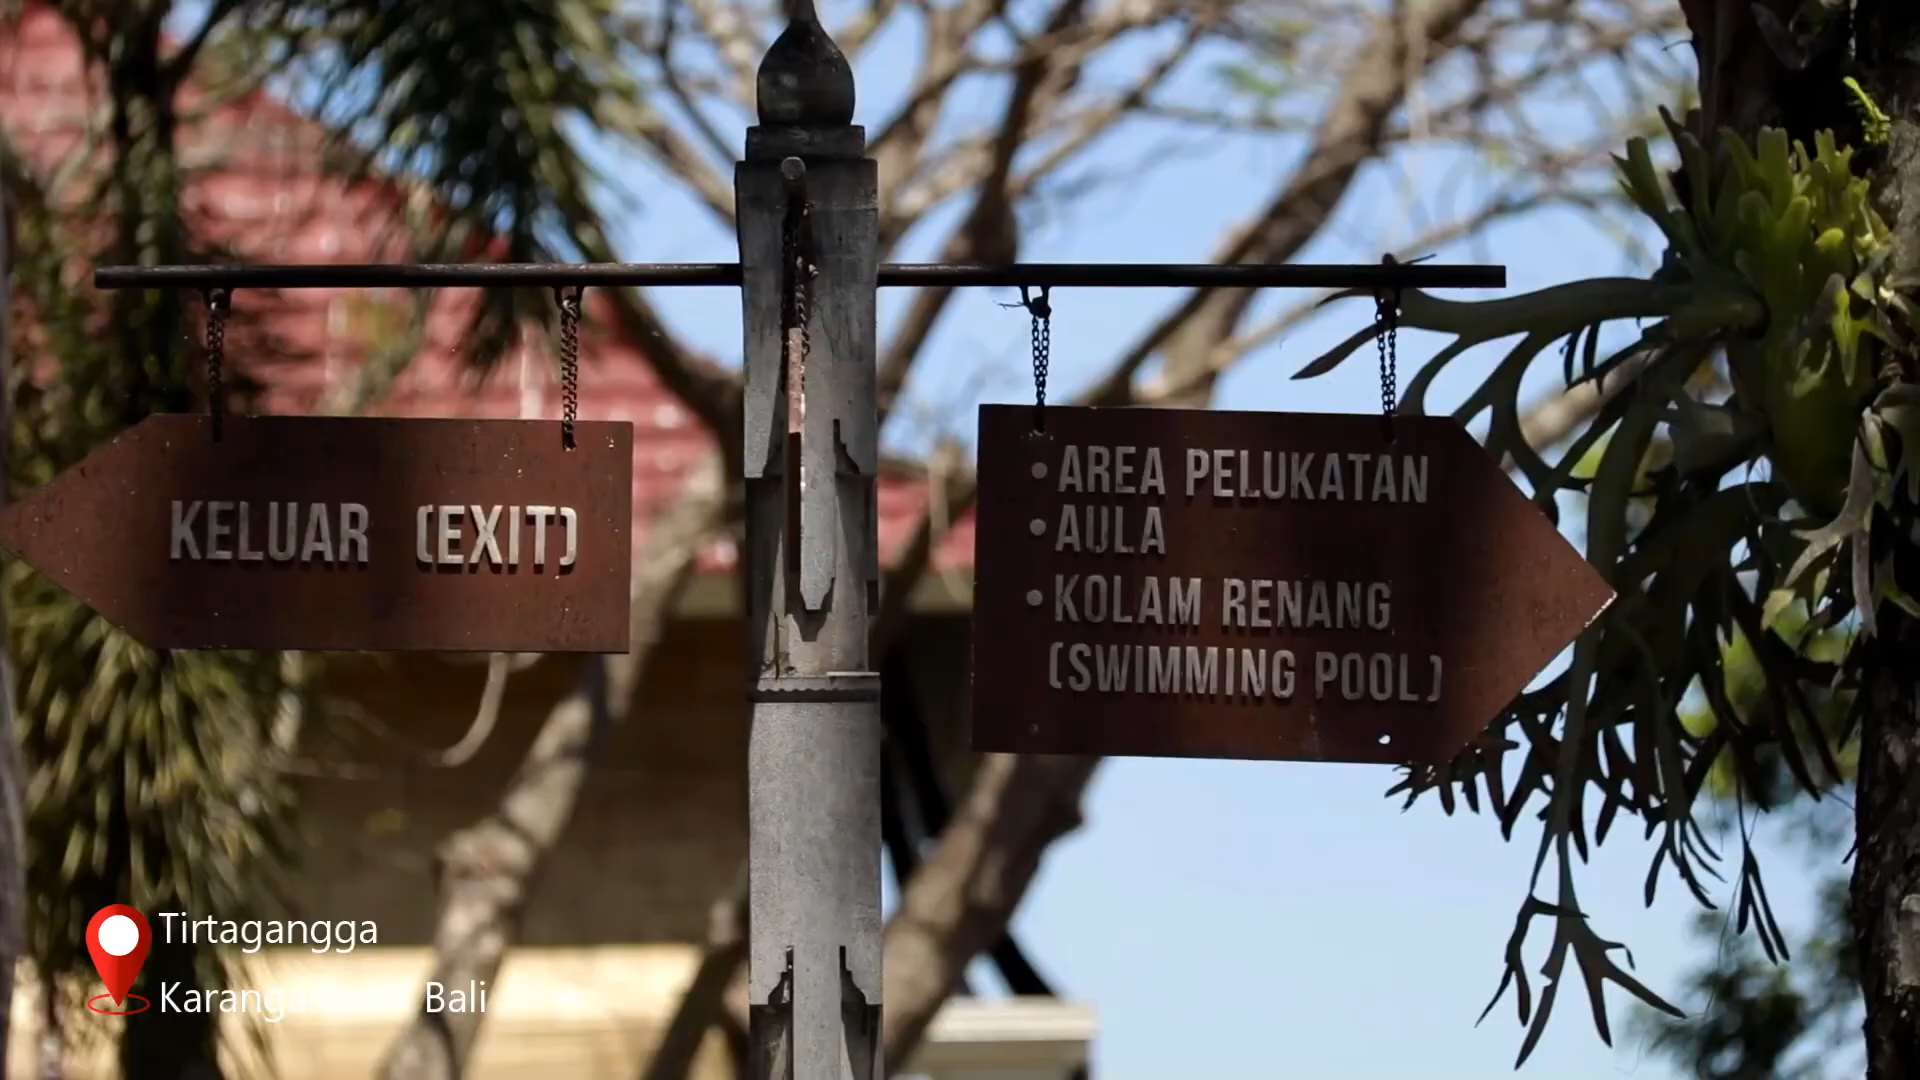 KELUAR (EXIT)
• AREA PELUKATAN
• AULA
• KOLAM RENANG
(SWIMMING POOL)
Tirtagangga
Bali